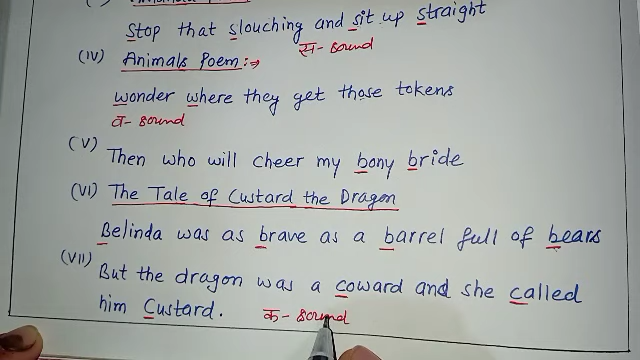 Stop that slouching and sit up straight
स - sound
(IV) Animals Poem :→
wonder where they get those tokens
व - sound
(V) Then who will cheer my bony bride
(VI) The Tale of Custard the Dragon
Belinda was as brave as a barrel full of bears
(VII) But the dragon was a coward and she called
him Custard. क - sound